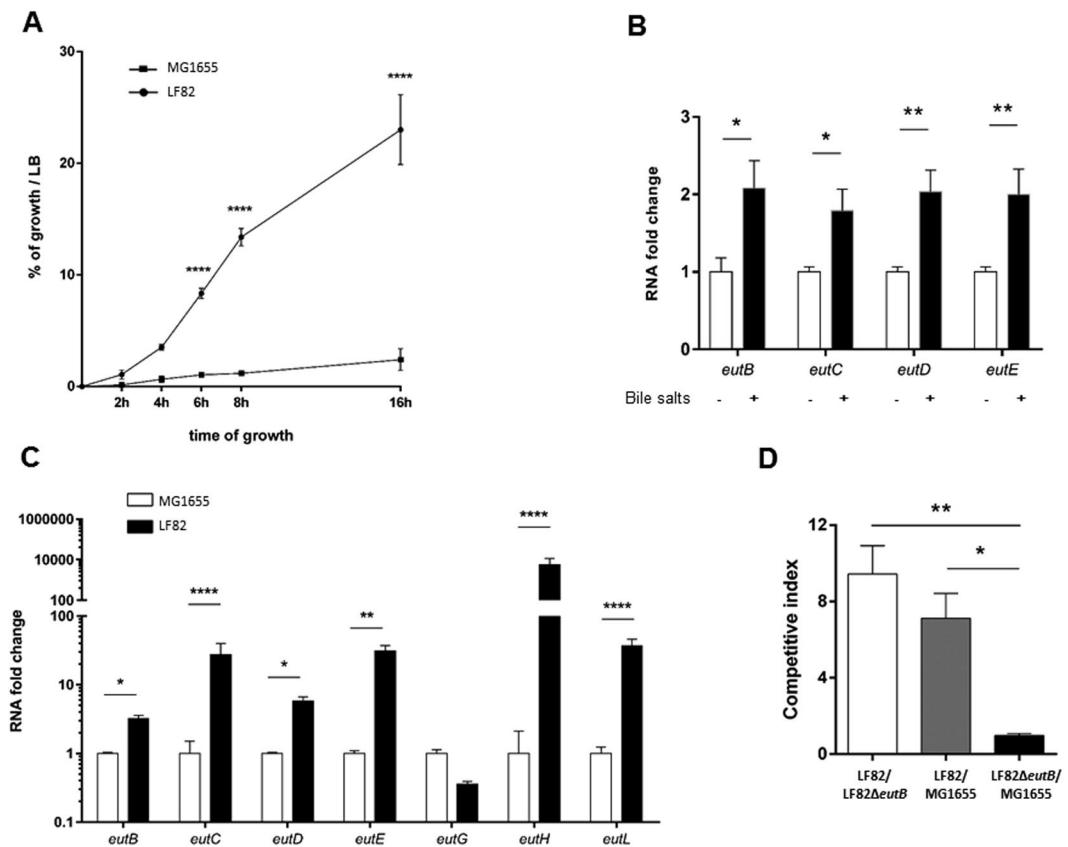 A
30
20
10
0
% of growth / LB
MG1655
LF82
****
****
****
2h 4h 6h 8h 16h
time of growth
B
3
2
1
0
RNA fold change
* * ** **
eutB eutC eutD eutE
Bile salts - + - + - + - +
C
MG1655
LF82
1000000
10000
100
100
10
1
0.1
RNA fold change
* **** * ** **** ****
eutB eutC eutD eutE eutG eutH eutL
D
12
8
4
0
Competitive index
**
*
LF82/ LF82/ LF82ΔeutB/
LF82ΔeutB MG1655 MG1655